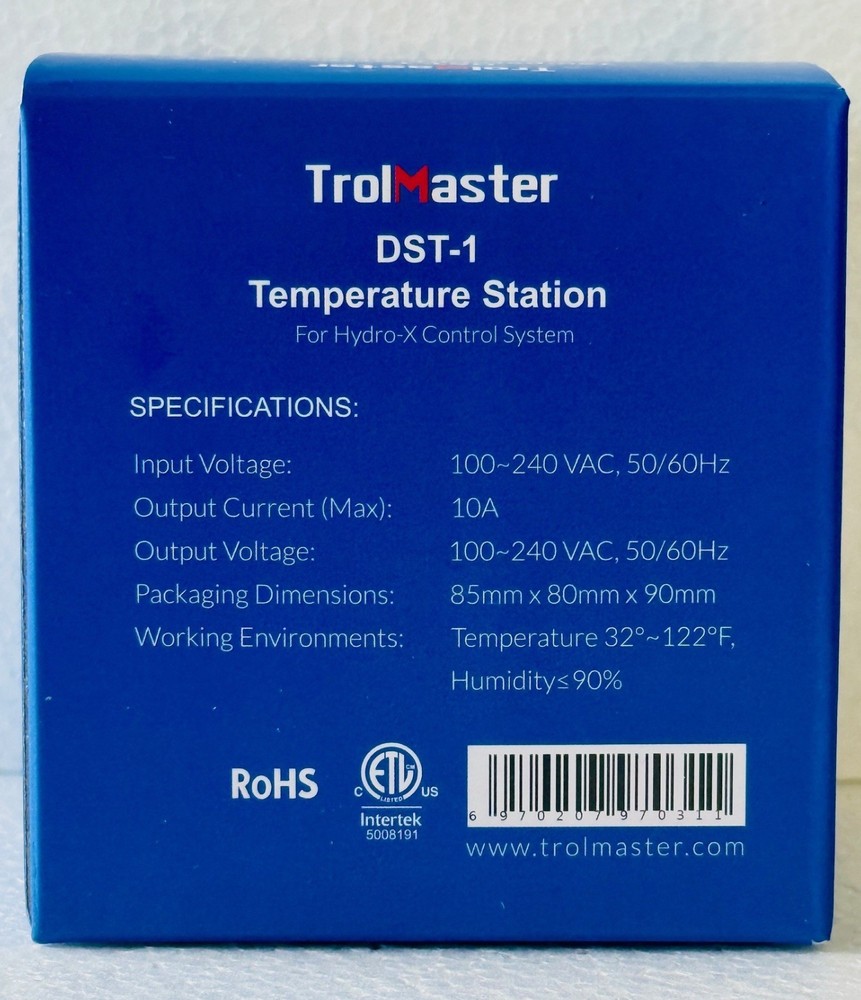 TrolMaster
DST-1
Temperature Station
For Hydro-X Control System
SPECIFICATIONS:
Input Voltage: 100~240 VAC, 50/60Hz
Output Current (Max): 10A
Output Voltage: 100~240 VAC, 50/60Hz
Packaging Dimensions: 85mm x 80mm x 90mm
Working Environments: Temperature 32°~122°F,
Humidity≤90%
RoHS
ETL CM
C LISTED US
Intertek
5008191
6 970207 970311
www.trolmaster.com